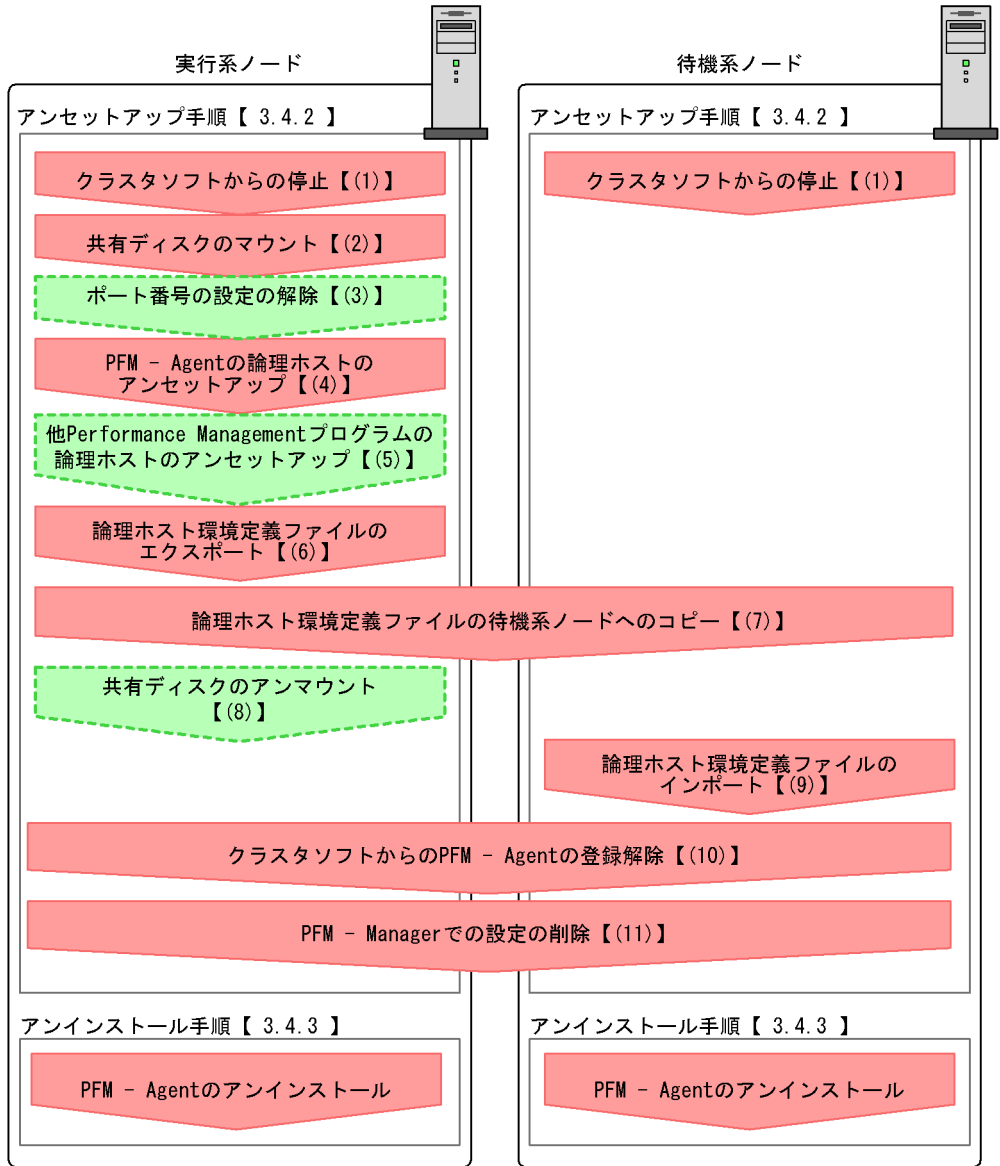 実行系ノード
待機系ノード
アンセットアップ手順【 3.4.2 】
アンセットアップ手順【 3.4.2 】
クラスタソフトからの停止【(1)】
クラスタソフトからの停止【(1)】
共有ディスクのマウント【(2)】
ポート番号の設定の解除【(3)】
PFM - Agentの論理ホストの
アンセットアップ【(4)】
他Performance Managementプログラムの
論理ホストのアンセットアップ【(5)】
論理ホスト環境定義ファイルの
エクスポート【(6)】
論理ホスト環境定義ファイルの待機系ノードへのコピー【(7)】
共有ディスクのアンマウント
【(8)】
論理ホスト環境定義ファイルの
インポート【(9)】
クラスタソフトからのPFM - Agentの登録解除【(10)】
PFM - Managerでの設定の削除【(11)】
アンインストール手順【 3.4.3 】
アンインストール手順【 3.4.3 】
PFM - Agentのアンインストール
PFM - Agentのアンインストール